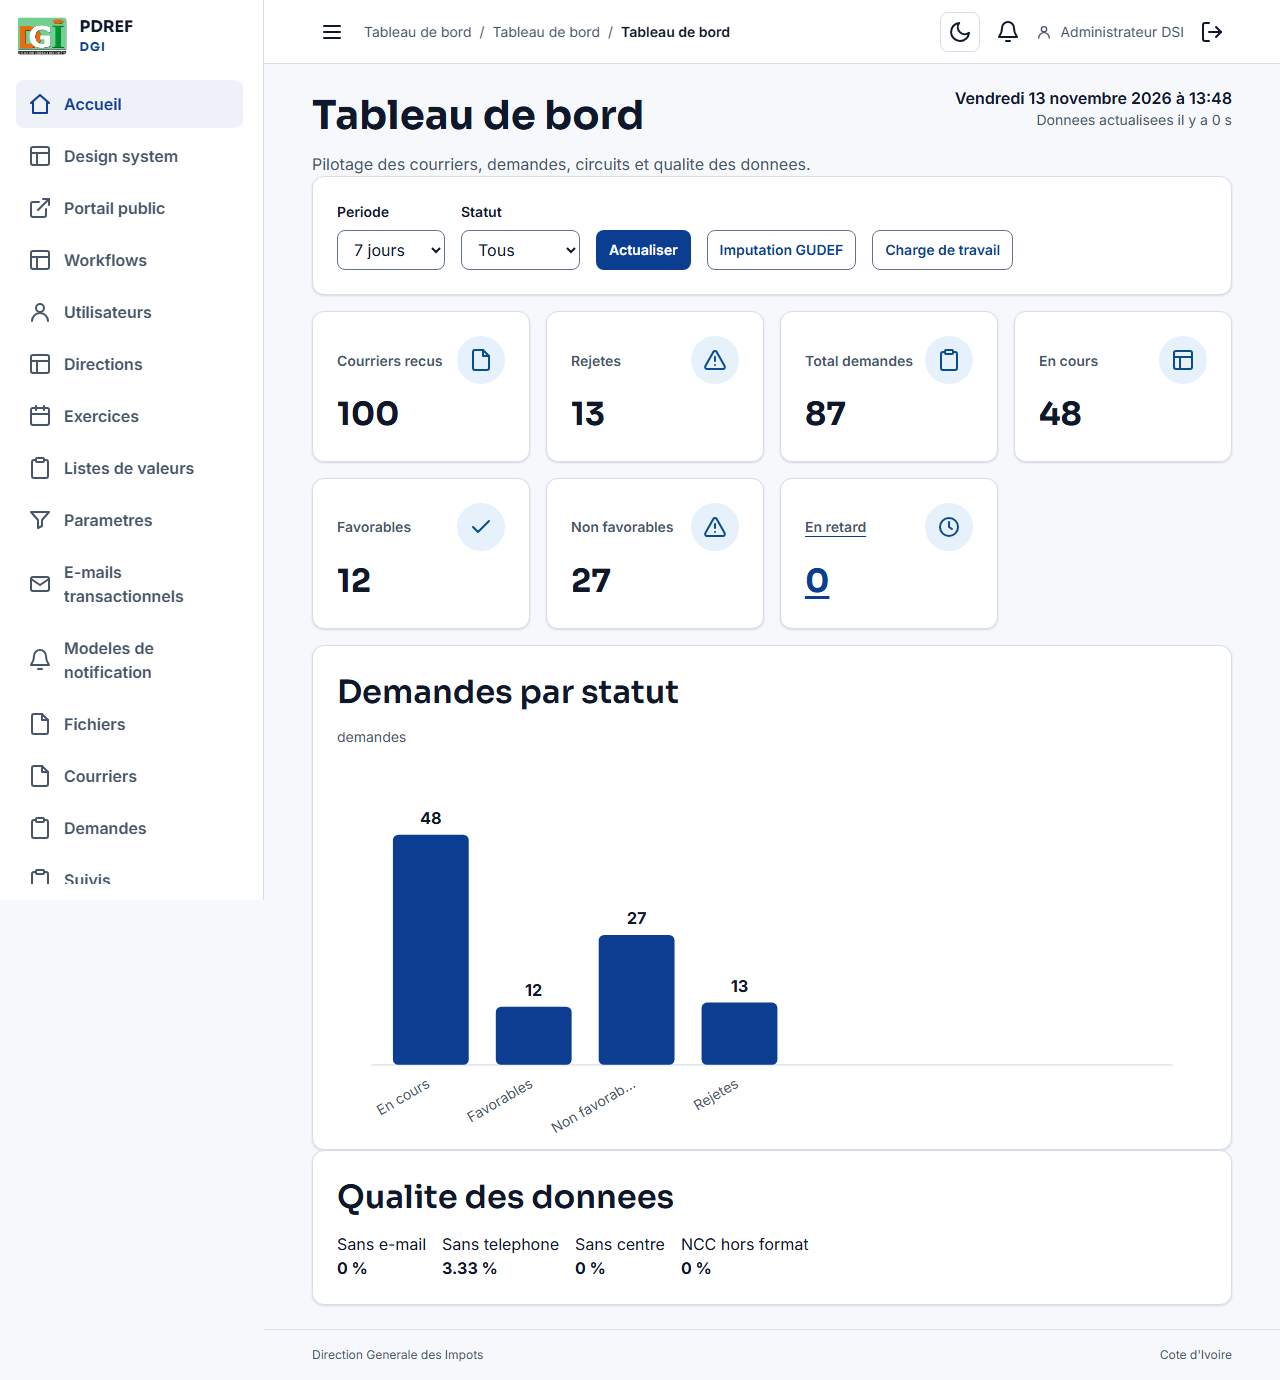 DGI
PDREF
DGI
Accueil
Design system
Portail public
Workflows
Utilisateurs
Directions
Exercices
Listes de valeurs
Parametres
E-mails
transactionnels
Modeles de
notification
Fichiers
Courriers
Demandes
Suivis
Tableau de bord / Tableau de bord / Tableau de bord
Administrateur DSI
Tableau de bord
Vendredi 13 novembre 2026 à 13:48
Donnees actualisees il y a 0 s
Pilotage des courriers, demandes, circuits et qualite des donnees.
Periode
Statut
7 jours
Tous
Actualiser
Imputation GUDEF
Charge de travail
Courriers recus
100
Rejetes
13
Total demandes
87
En cours
48
Favorables
12
Non favorables
27
En retard
0
Demandes par statut
demandes
48
12
27
13
En cours
Favorables
Non favorab...
Rejetes
Qualite des donnees
Sans e-mail
0 %
Sans telephone
3.33 %
Sans centre
0 %
NCC hors format
0 %
Direction Generale des Impots
Cote d'Ivoire